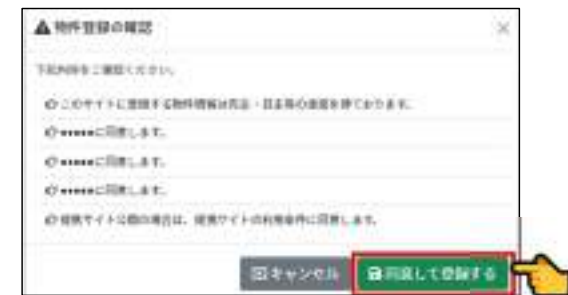 物件登録の確認
下記内容をご確認ください。
このサイトに登録する物件情報は売主・貸主等の承諾を得ております。
●●●●●に同意します。
●●●●●に同意します。
●●●●●に同意します。
提携サイト公開の場合は、提携サイトの利用条件に同意します。
キャンセル
同意して登録する